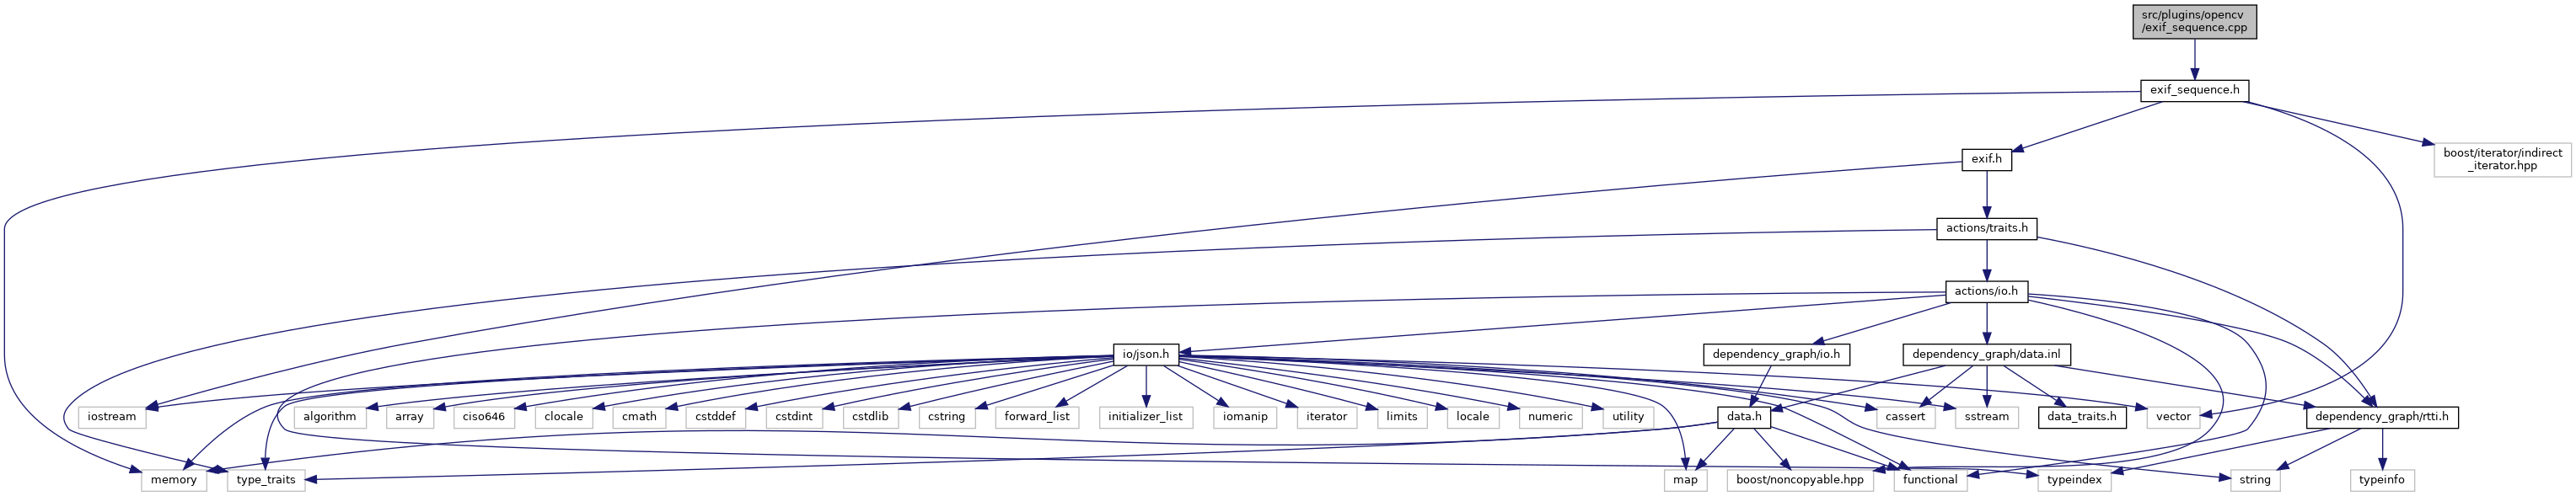 src/plugins/opencv
/exif_sequence.cpp
exif_sequence.h
exif.h
boost/iterator/indirect
_iterator.hpp
actions/traits.h
actions/io.h
io/json.h
dependency_graph/io.h
dependency_graph/data.inl
iostream
algorithm
array
ciso646
clocale
cmath
cstddef
cstdint
cstdlib
cstring
forward_list
initializer_list
iomanip
iterator
limits
locale
numeric
utility
data.h
cassert
sstream
data_traits.h
vector
dependency_graph/rtti.h
memory
type_traits
map
boost/noncopyable.hpp
functional
typeindex
string
typeinfo